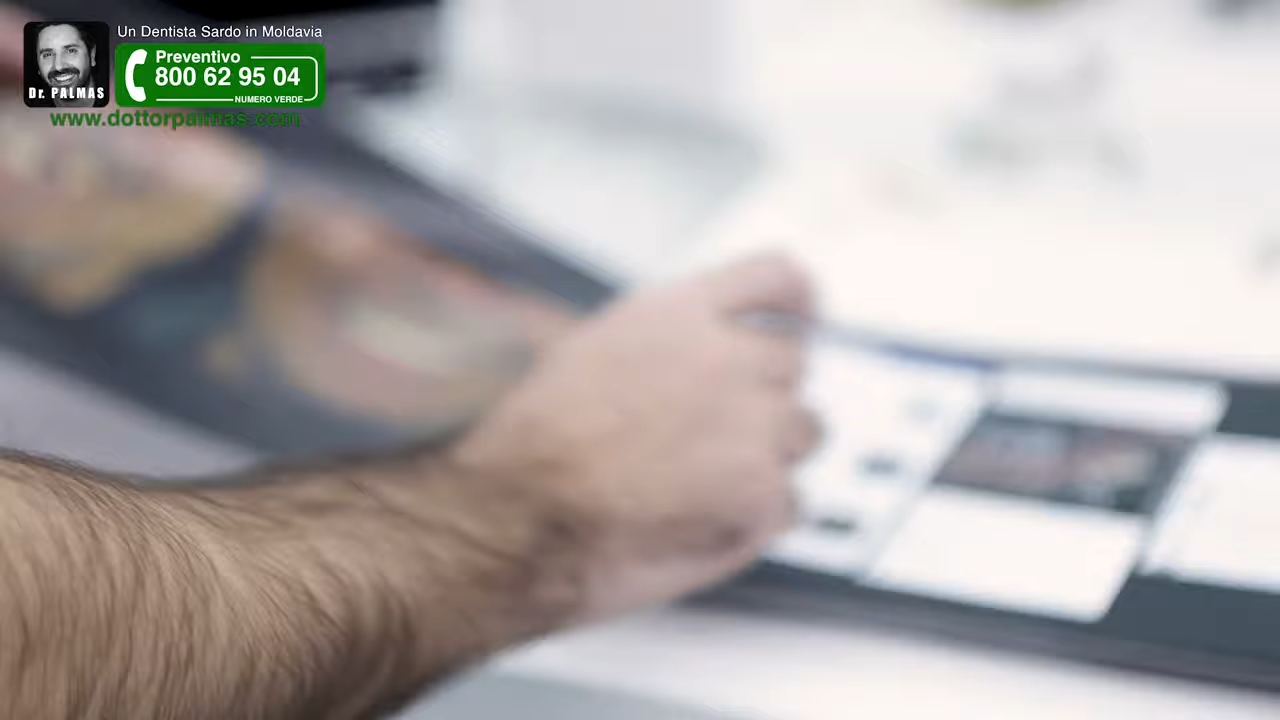 Un Dentista Sardo in Moldavia
Preventivo
800 62 95 04
NUMERO VERDE
Dr. PALMAS
www.dottorpalmas.com